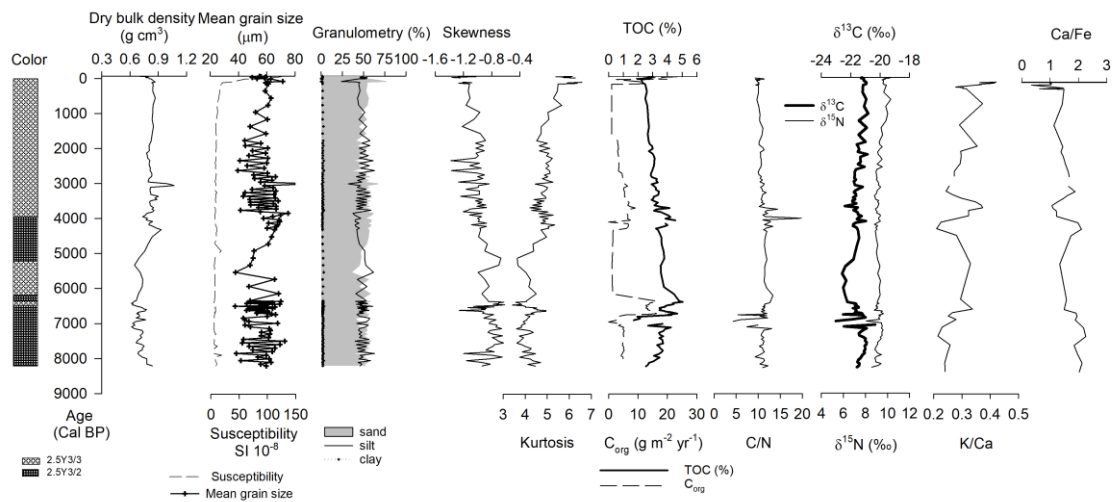 Dry bulk density Mean grain size
(g cm³) (μm) Granulometry (%) Skewness TOC (%) δ¹³C (‰) Ca/Fe
Color 0.3 0.6 0.9 1.2 0 50 100 0 25 50 75 100 -1.6 -1.2 -0.8 -0.4 0 1 2 3 4 5 6 -24 -22 -20 -18 0 1 2 3
0
1000
2000
3000
4000
5000
6000
7000
8000
9000
δ¹³C
δ¹⁵N
0 50 100 150 3 4 5 6 7 0 10 20 30 0 5 10 15 20 4 6 8 10 12 0.2 0.3 0.4 0.5
Age
(Cal BP)
Susceptibility
SI 10⁻⁸
Kurtosis C_org (g m⁻² yr⁻¹) C/N δ¹⁵N (‰) K/Ca
2.5Y3/3
2.5Y3/2
Susceptibility
Mean grain size
sand
silt
clay
TOC (%)
C_org